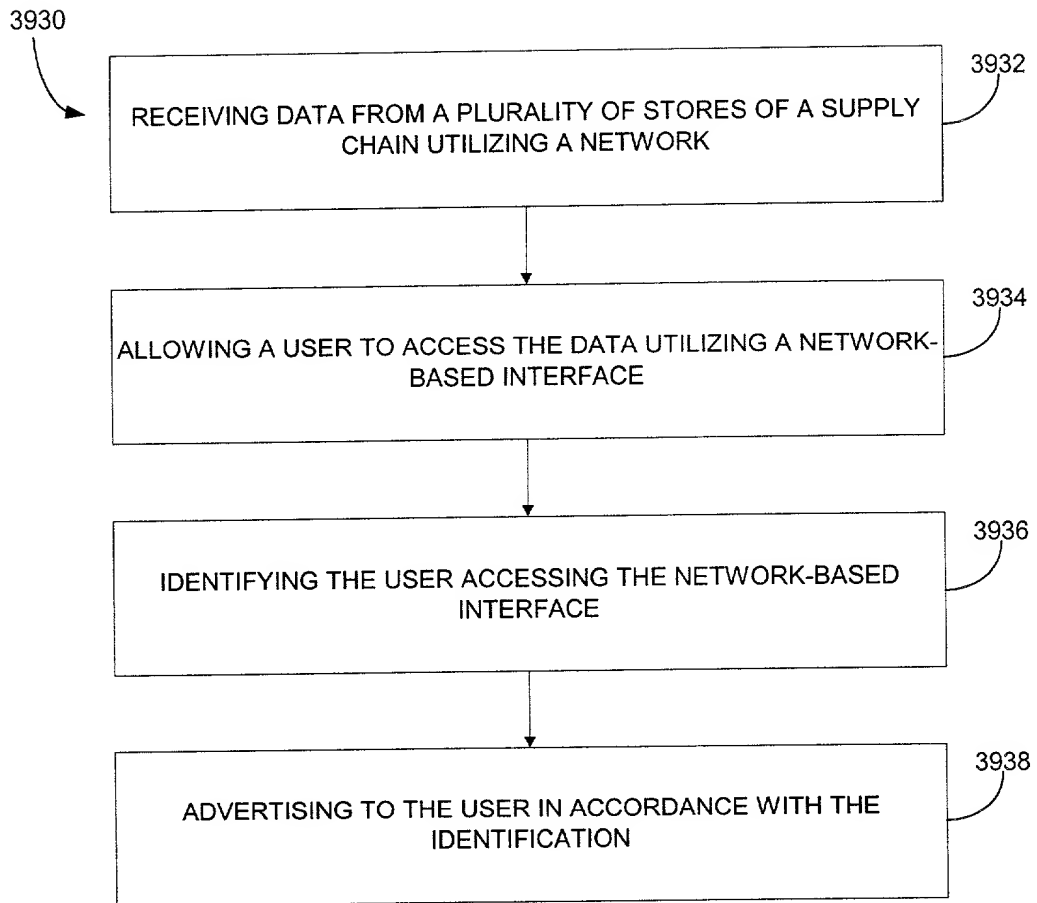 3930
3932
RECEIVING DATA FROM A PLURALITY OF STORES OF A SUPPLY
CHAIN UTILIZING A NETWORK
3934
ALLOWING A USER TO ACCESS THE DATA UTILIZING A NETWORK-
BASED INTERFACE
3936
IDENTIFYING THE USER ACCESSING THE NETWORK-BASED
INTERFACE
3938
ADVERTISING TO THE USER IN ACCORDANCE WITH THE
IDENTIFICATION